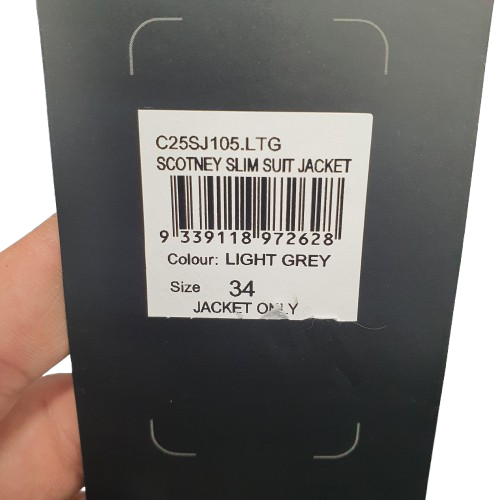 C25SJ105.LTG
SCOTNEY SLIM SUIT JACKET
9 339118 972628
Colour: LIGHT GREY
Size 34
JACKET ONLY